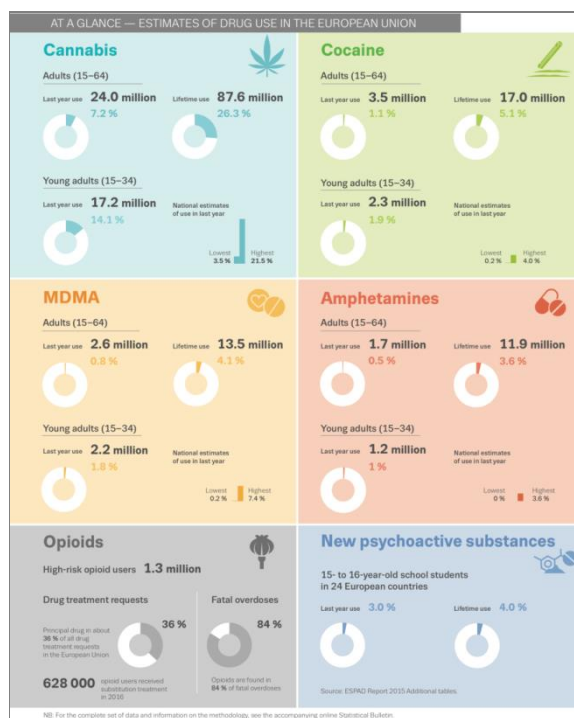 AT A GLANCE — ESTIMATES OF DRUG USE IN THE EUROPEAN UNION
Cannabis
Adults (15–64)
Last year use 24.0 million
7.2 %
Lifetime use 87.6 million
26.3 %
Young adults (15–34)
Last year use 17.2 million
14.1 %
National estimates
of use in last year
Lowest
3.5 %
Highest
21.5 %
Cocaine
Adults (15–64)
Last year use 3.5 million
1.1 %
Lifetime use 17.0 million
5.1 %
Young adults (15–34)
Last year use 2.3 million
1.9 %
National estimates
of use in last year
Lowest
0.2 %
Highest
4.0 %
MDMA
Adults (15–64)
Last year use 2.6 million
0.8 %
Lifetime use 13.5 million
4.1 %
Young adults (15–34)
Last year use 2.2 million
1.8 %
National estimates
of use in last year
Lowest
0.2 %
Highest
7.4 %
Amphetamines
Adults (15–64)
Last year use 1.7 million
0.5 %
Lifetime use 11.9 million
3.6 %
Young adults (15–34)
Last year use 1.2 million
1 %
National estimates
of use in last year
Lowest
0 %
Highest
3.6 %
Opioids
High-risk opioid users 1.3 million
Drug treatment requests
Principal drug in about
36 % of all drug
treatment requests
in the European Union
36 %
628 000 opioid users received
substitution treatment
in 2016
Fatal overdoses
84 %
Opioids are found in
84 % of fatal overdoses
New psychoactive substances
15- to 16-year-old school students
in 24 European countries
Last year use 3.0 %
Lifetime use 4.0 %
Source: ESPAD Report 2015 Additional tables.
NB: For the complete set of data and information on the methodology, see the accompanying online Statistical Bulletin.